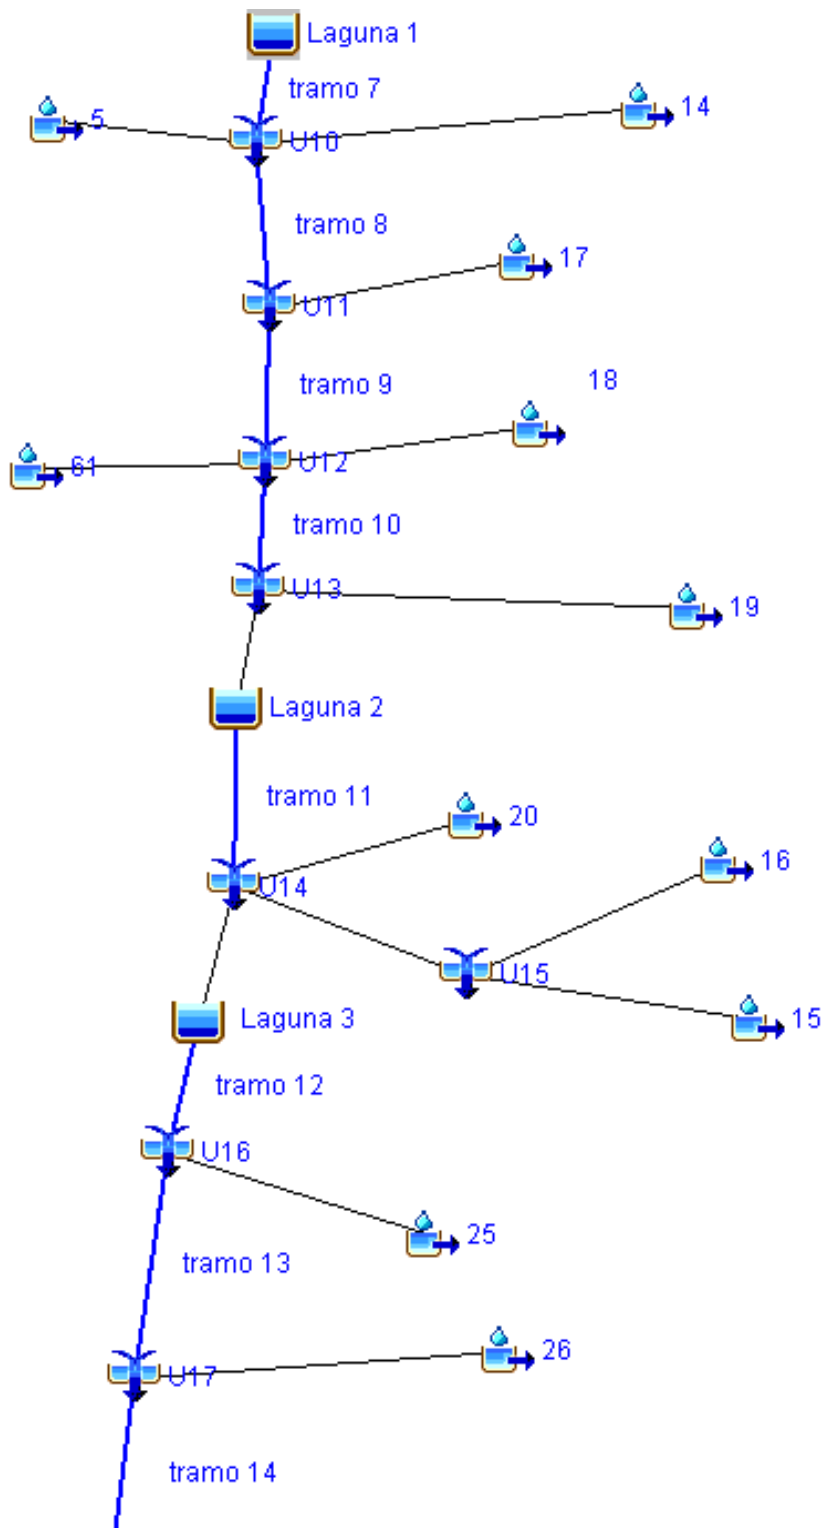 Laguna 1
tramo 7
5
14
U10
tramo 8
17
U11
tramo 9
18
61
U12
tramo 10
U13
19
Laguna 2
tramo 11
20
16
U14
U15
Laguna 3
15
tramo 12
U16
25
tramo 13
26
U17
tramo 14